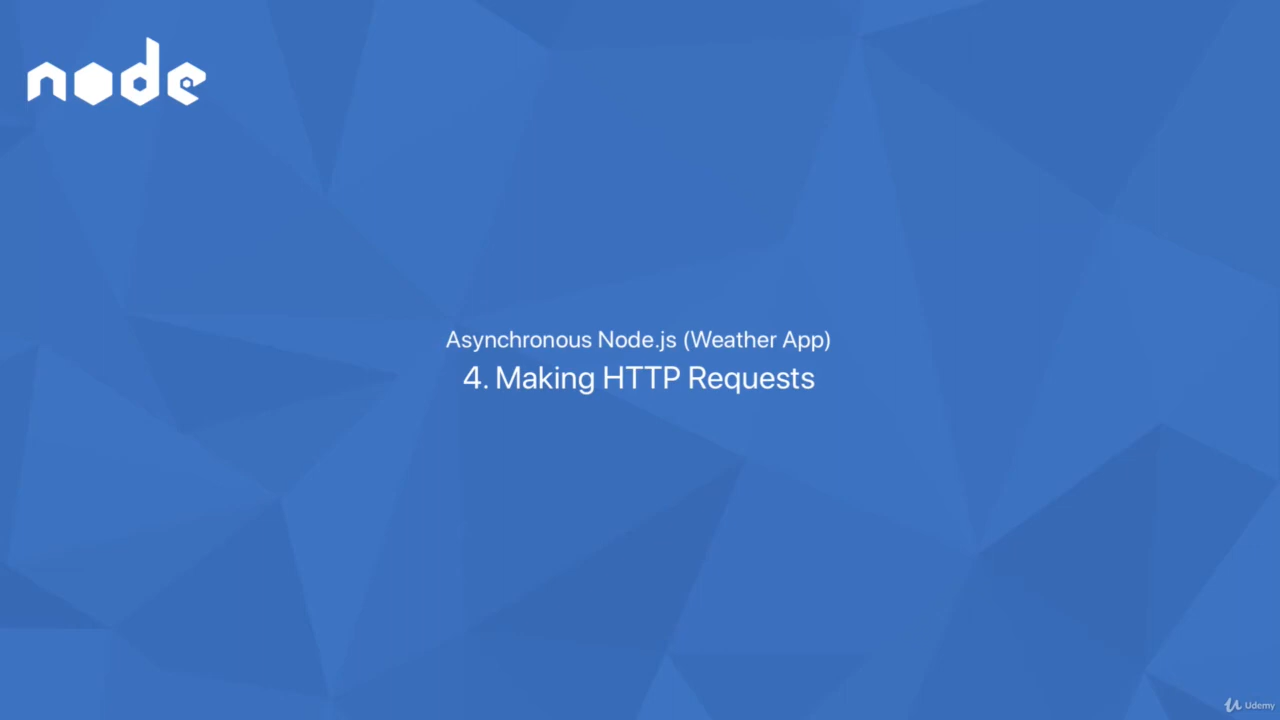 node
Asynchronous Node.js (Weather App)
4. Making HTTP Requests
Udemy